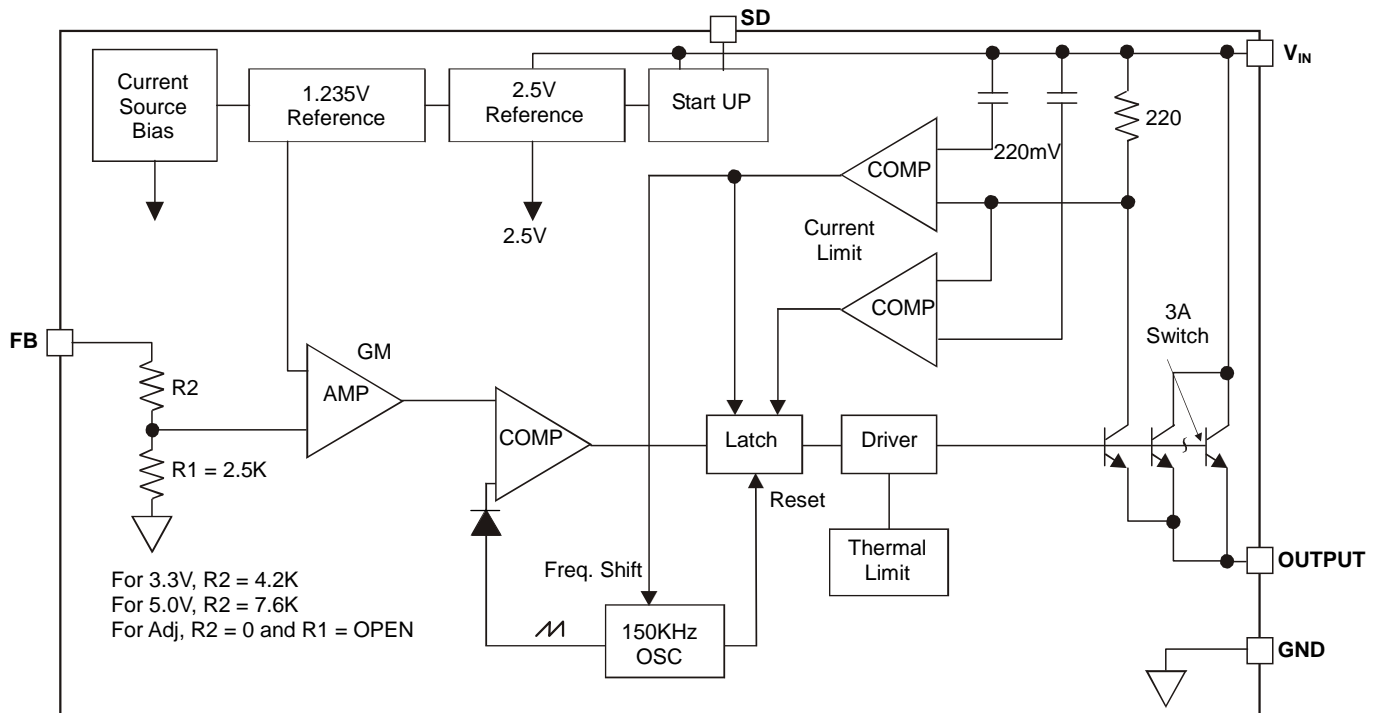 SD
V_IN
Current
Source
Bias
1.235V
Reference
2.5V
Reference
Start UP
2.5V
COMP
220mV
220
Current
Limit
COMP
3A
Switch
FB
R2
R1 = 2.5K
GM
AMP
COMP
Latch
Driver
Reset
Thermal
Limit
Freq. Shift
150KHz
OSC
For 3.3V, R2 = 4.2K
For 5.0V, R2 = 7.6K
For Adj, R2 = 0 and R1 = OPEN
OUTPUT
GND